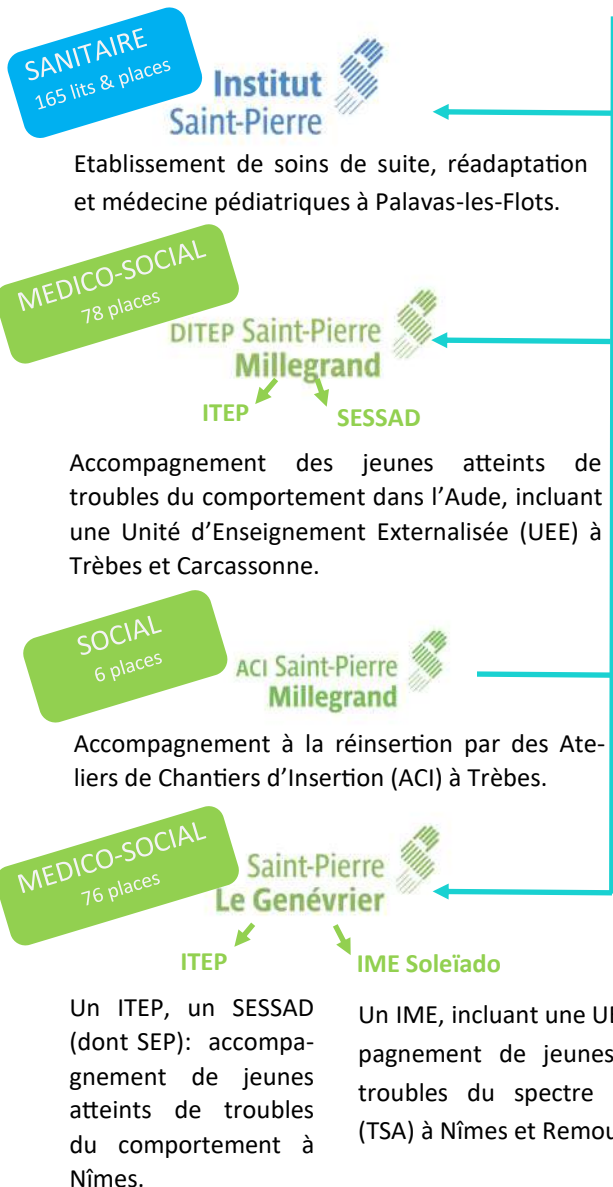 SANITAIRE
165 lits & places
Institut
Saint-Pierre
Etablissement de soins de suite, réadaptation
et médecine pédiatriques à Palavas-les-Flots.
MEDICO-SOCIAL
78 places
DITEP Saint-Pierre
Millegrand
ITEP
SESSAD
Accompagnement des jeunes atteints de
troubles du comportement dans l’Aude, incluant
une Unité d’Enseignement Externalisée (UEE) à
Trèbes et Carcassonne.
SOCIAL
6 places
ACI Saint-Pierre
Millegrand
Accompagnement à la réinsertion par des Ate-
liers de Chantiers d’Insertion (ACI) à Trèbes.
MEDICO-SOCIAL
76 places
Saint-Pierre
Le Genévrier
ITEP
IME Soleïado
Un ITEP, un SESSAD
(dont SEP): accompa-
gnement de jeunes
atteints de troubles
du comportement à
Nîmes.
Un IME, incluant une
pagnement de jeunes
troubles du spectre
(TSA) à Nîmes et